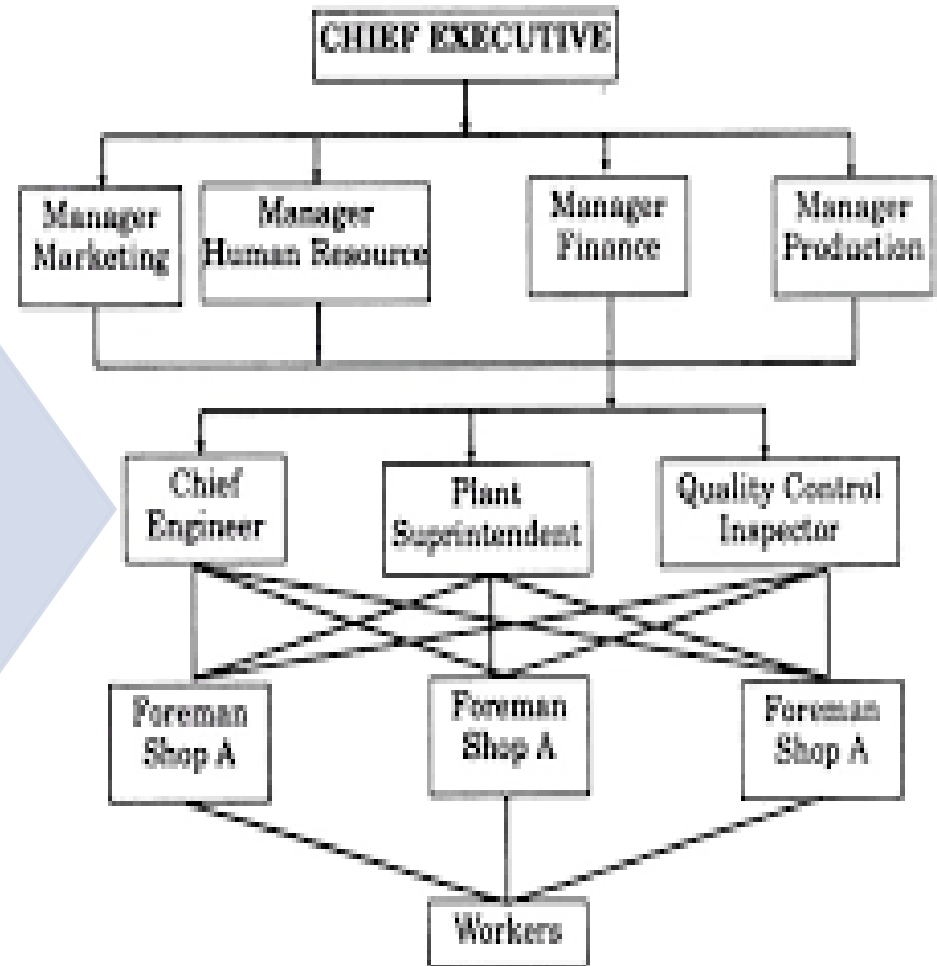 CHIEF EXECUTIVE
Manager
Marketing
Manager
Human Resource
Manager
Finance
Manager
Production
Chief
Engineer
Plant
Suprintendent
Quality Control
Inspector
Foreman
Shop A
Foreman
Shop A
Foreman
Shop A
Workers